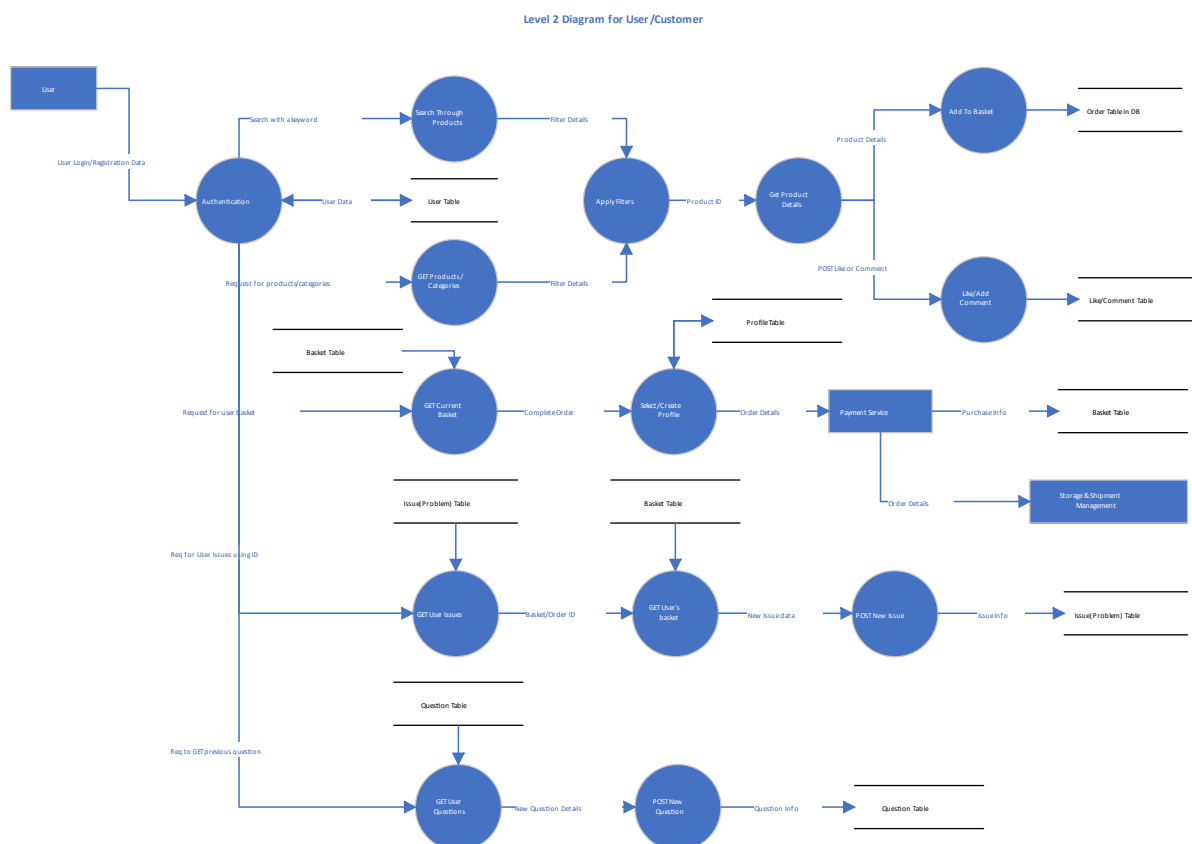 Level 2 Diagram for User/Customer
User
Search Through
Products
Add To Basket
Order Table in DB
Search with a keyword
Filter Details
Product Details
User Login/Registration Data
Authentication
User Data
User Table
Apply Filters
Product ID
Get Product
Details
POST Like or Comment
Request for products/categories
GET Products/
Categories
Filter Details
Like/Add
Comment
Like/Comment Table
Profile Table
Basket Table
Request for user basket
GET Current
Basket
Complete Order
Select/Create
Profile
Order Details
Payment Service
Purchase Info
Basket Table
Issue(Problem) Table
Basket Table
Order Details
Storage & Shipment
Management
Req for User Issues using ID
GET User Issues
Basket/Order ID
GET User's
basket
New Issue data
POST New Issue
Issue Info
Issue(Problem) Table
Question Table
Req to GET previous question
GET User
Questions
New Question Details
POST New
Question
Question Info
Question Table